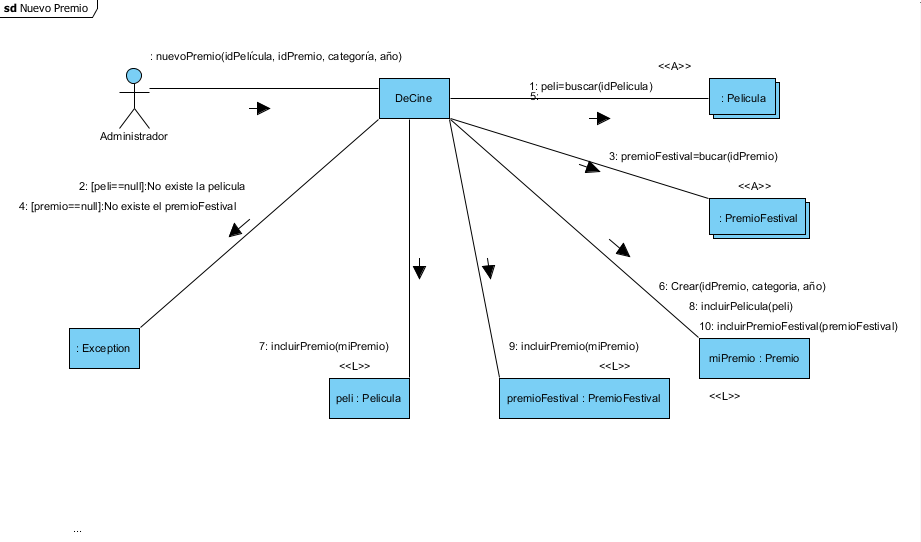 sd Nuevo Premio
: nuevoPremio(idPelícula, idPremio, categoría, año)
<<A>>
1: peli=buscar(idPelicula)
5:
DeCine
: Pelicula
Administrador
3: premioFestival=bucar(idPremio)
2: [peli==null]:No existe la pelicula
<<A>>
4: [premio==null]:No existe el premioFestival
: PremioFestival
6: Crear(idPremio, categoria, año)
8: incluirPelicula(peli)
10: incluirPremioFestival(premioFestival)
: Exception
7: incluirPremio(miPremio)
9: incluirPremio(miPremio)
miPremio : Premio
<<L>>
<<L>>
peli : Pelicula
premioFestival : PremioFestival
<<L>>
...